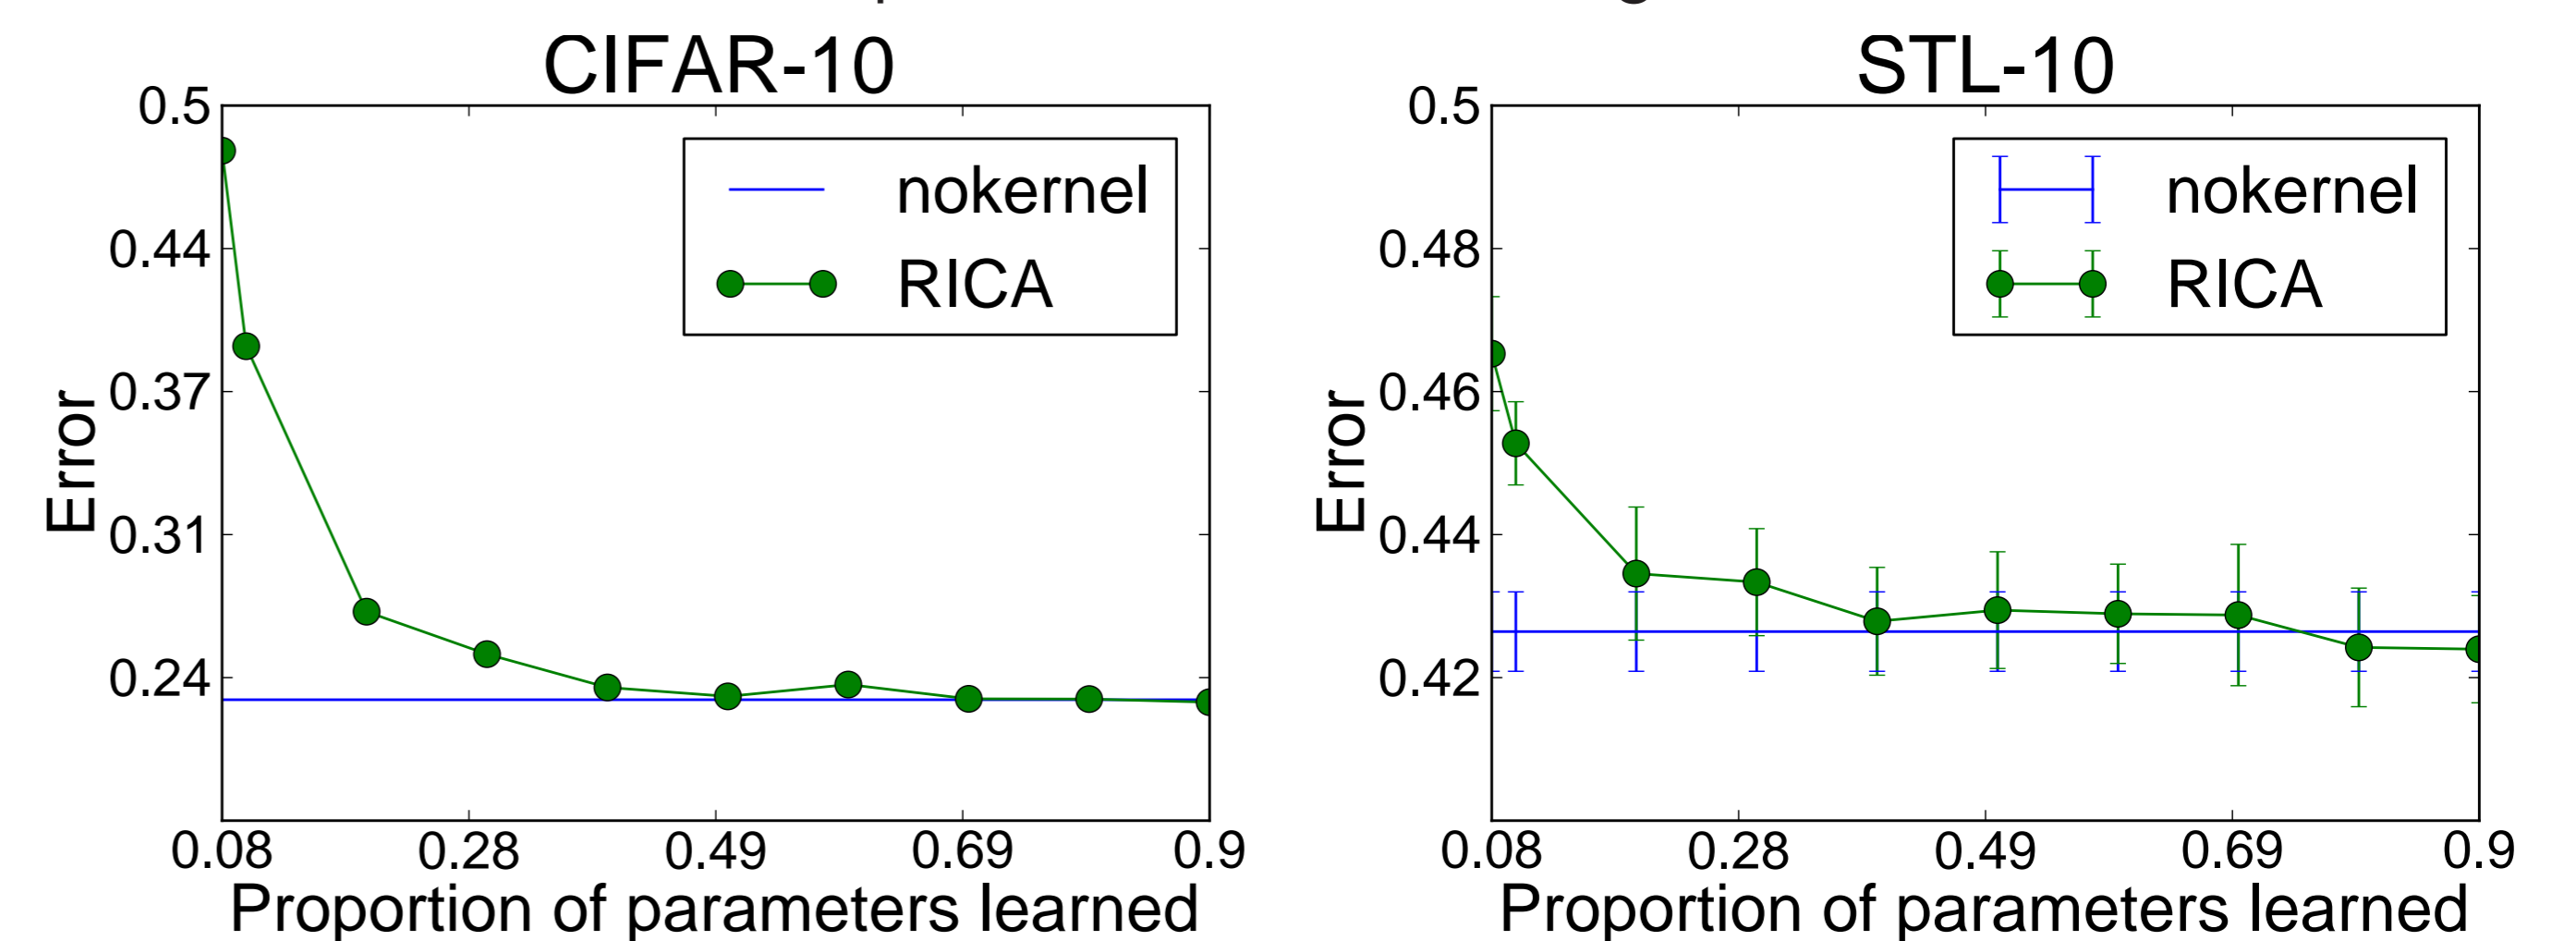 CIFAR-10
0.5
0.44
0.37
0.31
0.24
Error
nokernel
RICA
0.08 0.28 0.49 0.69 0.9
Proportion of parameters learned
STL-10
0.5
0.48
0.46
0.44
0.42
Error
nokernel
RICA
0.08 0.28 0.49 0.69 0.9
Proportion of parameters learned